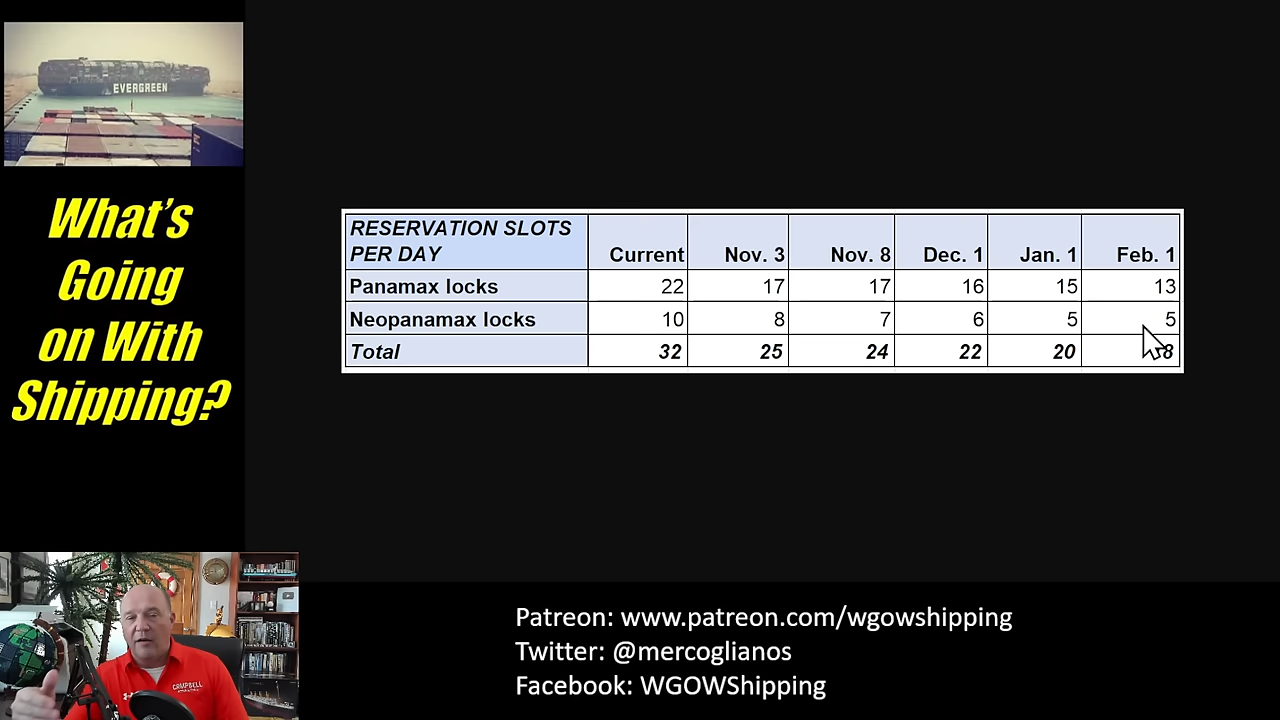 EVERGREEN
What's
Going
on With
Shipping?
RESERVATION SLOTS
PER DAY
Current Nov. 3 Nov. 8 Dec. 1 Jan. 1 Feb. 1
Panamax locks 22 17 17 16 15 13
Neopanamax locks 10 8 7 6 5 5
Total 32 25 24 22 20
CAMPBELL
Patreon: www.patreon.com/wgowshipping
Twitter: @mercoglianos
Facebook: WGOWShipping